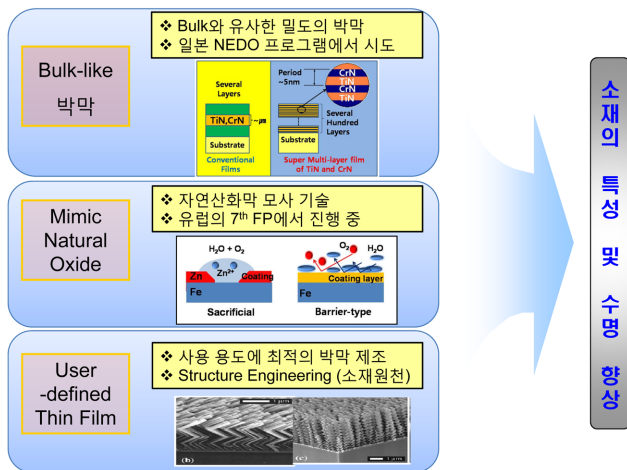 Bulk-like
박막
❖ Bulk와 유사한 밀도의 박막
❖ 일본 NEDO 프로그램에서 시도
Several
Layers
TiN,CrN
~㎛
Substrate
Conventional
Films
Period
~5nm
CrN
TiN
CrN
TiN
Several
Hundred
Layers
Substrate
Super Multi-layer film
of TiN and CrN
Mimic
Natural
Oxide
❖ 자연산화막 모사 기술
❖ 유럽의 7th FP에서 진행 중
H2O + O2
Zn
Zn2+
Coating
Fe
Sacrificial
O2
H2O
Coating layer
Fe
Barrier-type
User
-defined
Thin Film
❖ 사용 용도에 최적의 박막 제조
❖ Structure Engineering (소재원천)
1 μm
(b)
(c)
1 μm
소재의 특성 및 수명 향상